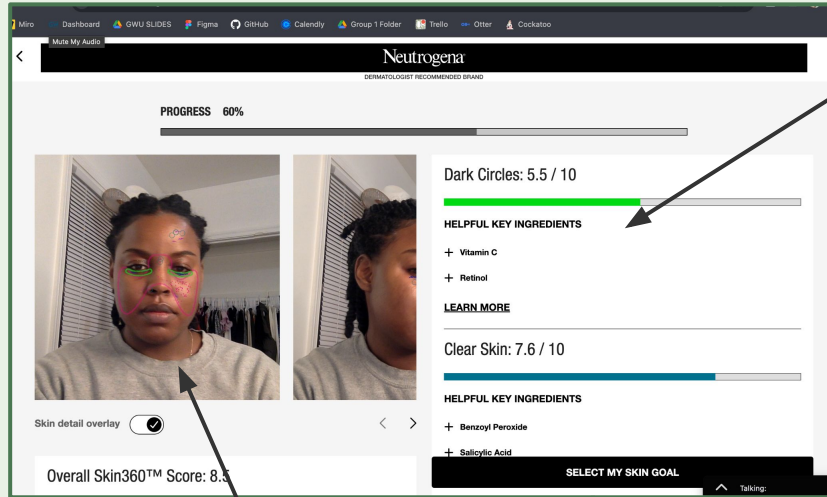 Miro Dashboard GWU SLIDES Figma GitHub Calendly Group 1 Folder Trello Otter Cockatoo
Mute My Audio
Neutrogena®
DERMATOLOGIST RECOMMENDED BRAND
PROGRESS 60%
Dark Circles: 5.5 / 10
HELPFUL KEY INGREDIENTS
+ Vitamin C
+ Retinol
LEARN MORE
Clear Skin: 7.6 / 10
HELPFUL KEY INGREDIENTS
+ Benzoyl Peroxide
+ Salicylic Acid
Skin detail overlay
Overall Skin360™ Score: 8.5
SELECT MY SKIN GOAL
Talking: